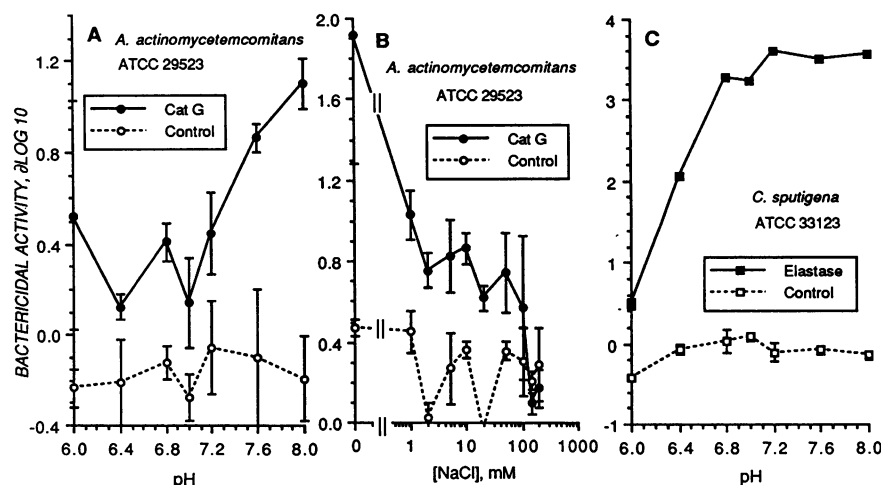 A
A. actinomycetemcomitans
ATCC 29523
Cat G
Control
BACTERICIDAL ACTIVITY, ∂LOG 10
1.2
0.8
0.4
0.0
-0.4
6.0 6.4 6.8 7.2 7.6 8.0
pH
B
A. actinomycetemcomitans
ATCC 29523
Cat G
Control
2.0
1.6
1.2
0.8
0.4
0.0
0 1 10 100 1000
[NaCl], mM
C
C. sputigena
ATCC 33123
Elastase
Control
4
3
2
1
0
-1
6.0 6.4 6.8 7.2 7.6 8.0
pH